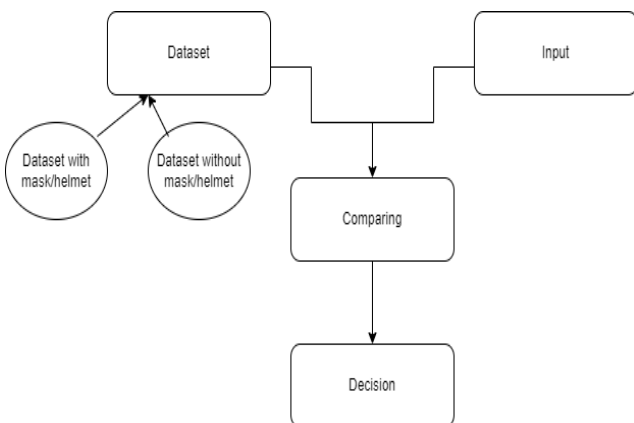 Dataset
Input
Dataset with
mask/helmet
Dataset without
mask/helmet
Comparing
Decision